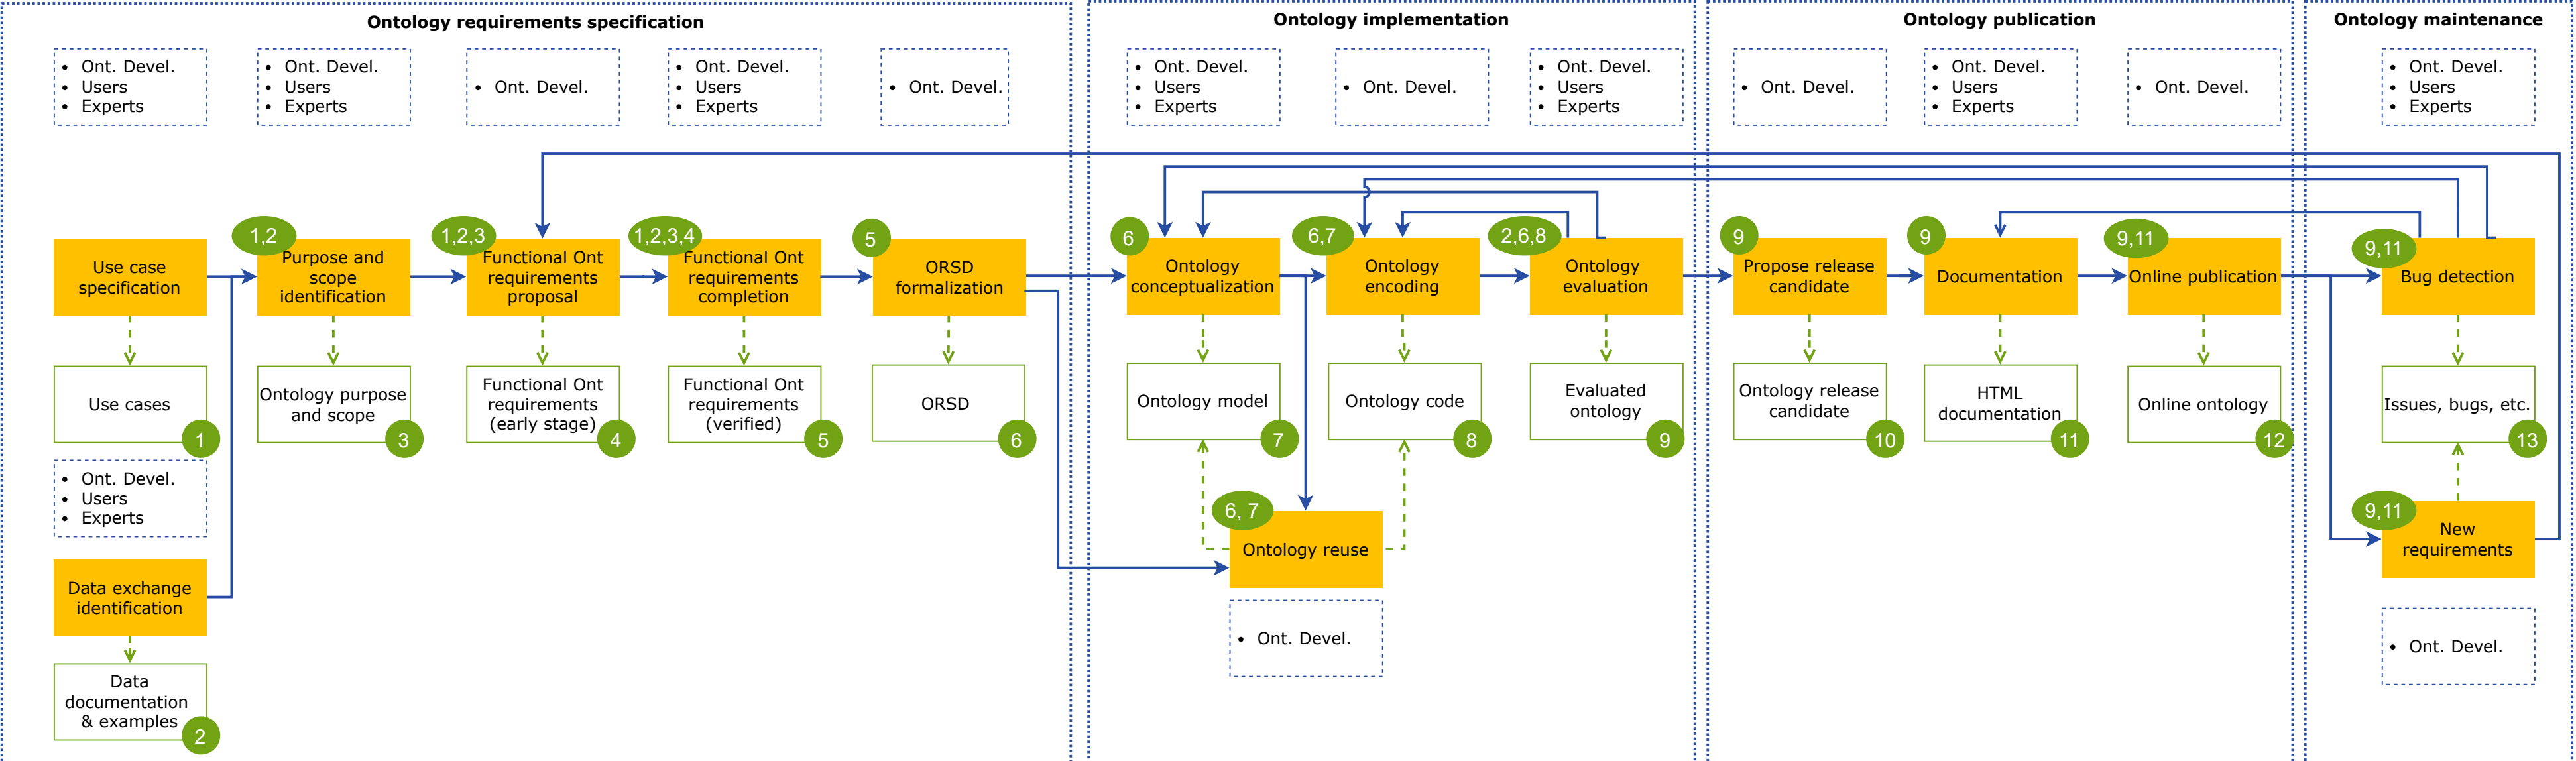 Ontology requirements specification
Ontology implementation
Ontology publication
Ontology maintenance
• Ont. Devel.
• Users
• Experts
• Ont. Devel.
• Users
• Experts
• Ont. Devel.
• Ont. Devel.
• Users
• Experts
• Ont. Devel.
• Ont. Devel.
• Users
• Experts
• Ont. Devel.
• Ont. Devel.
• Users
• Experts
• Ont. Devel.
• Ont. Devel.
• Users
• Experts
• Ont. Devel.
• Ont. Devel.
• Users
• Experts
Use case
specification
1,2
Purpose and
scope
identification
1,2,3
Functional Ont
requirements
proposal
1,2,3,4
Functional Ont
requirements
completion
5
ORSD
formalization
6
Ontology
conceptualization
6,7
Ontology
encoding
2,6,8
Ontology
evaluation
9
Propose release
candidate
9
Documentation
9,11
Online publication
9,11
Bug detection
Use cases
1
Ontology purpose
and scope
3
Functional Ont
requirements
(early stage)
4
Functional Ont
requirements
(verified)
5
ORSD
6
Ontology model
7
Ontology code
8
Evaluated
ontology
9
Ontology release
candidate
10
HTML
documentation
11
Online ontology
12
Issues, bugs, etc.
13
• Ont. Devel.
• Users
• Experts
Data exchange
identification
Data
documentation
& examples
2
6, 7
Ontology reuse
• Ont. Devel.
9,11
New
requirements
• Ont. Devel.